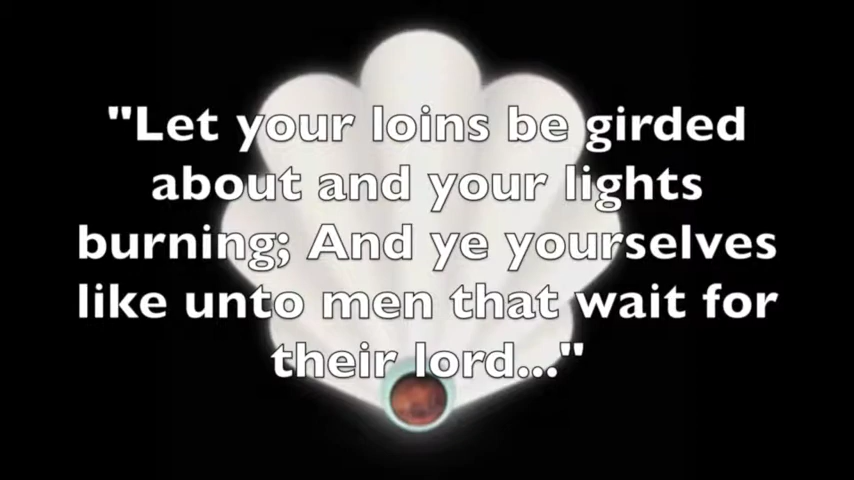 "Let your loins be girded
about and your lights
burning; And ye yourselves
like unto men that wait for
their lord..."